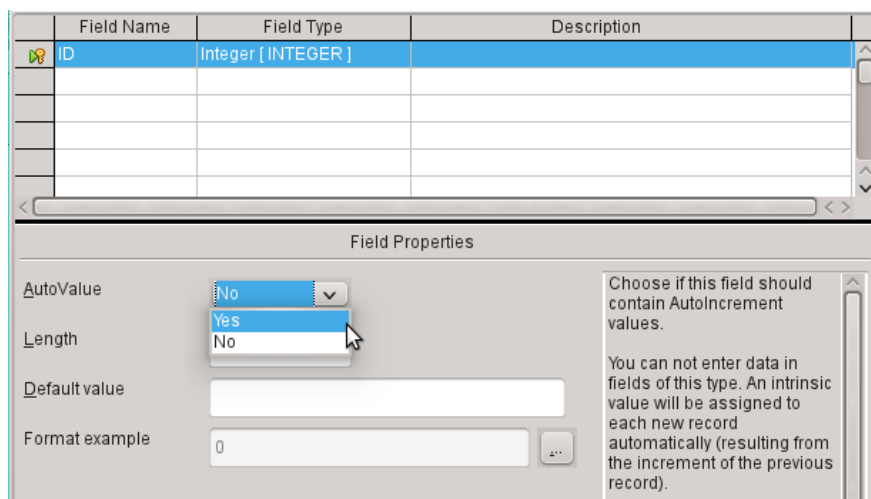 Field Name Field Type Description
ID Integer [ INTEGER ]
Field Properties
AutoValue No
Yes
No
Length
Default value
Format example 0 ...
Choose if this field should
contain AutoIncrement
values.
You can not enter data in
fields of this type. An intrinsic
value will be assigned to
each new record
automatically (resulting from
the increment of the previous
record).